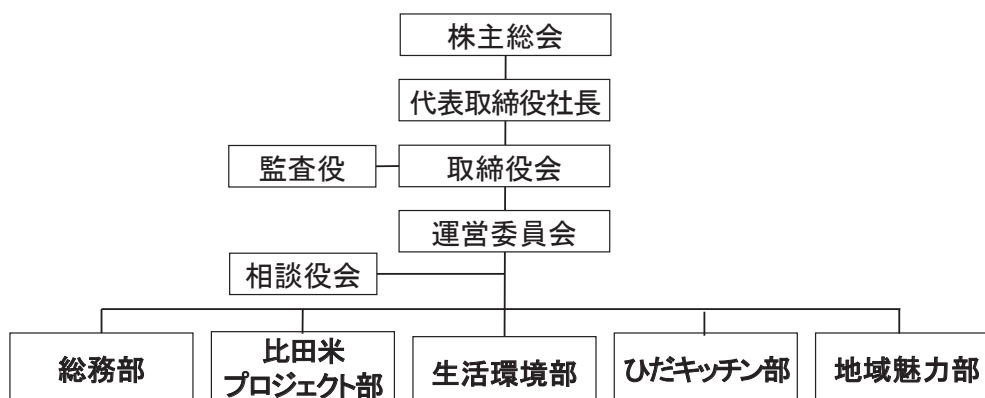 株主総会
代表取締役社長
監査役
取締役会
運営委員会
相談役会
総務部
比田米
プロジェクト部
生活環境部
ひだキッチン部
地域魅力部